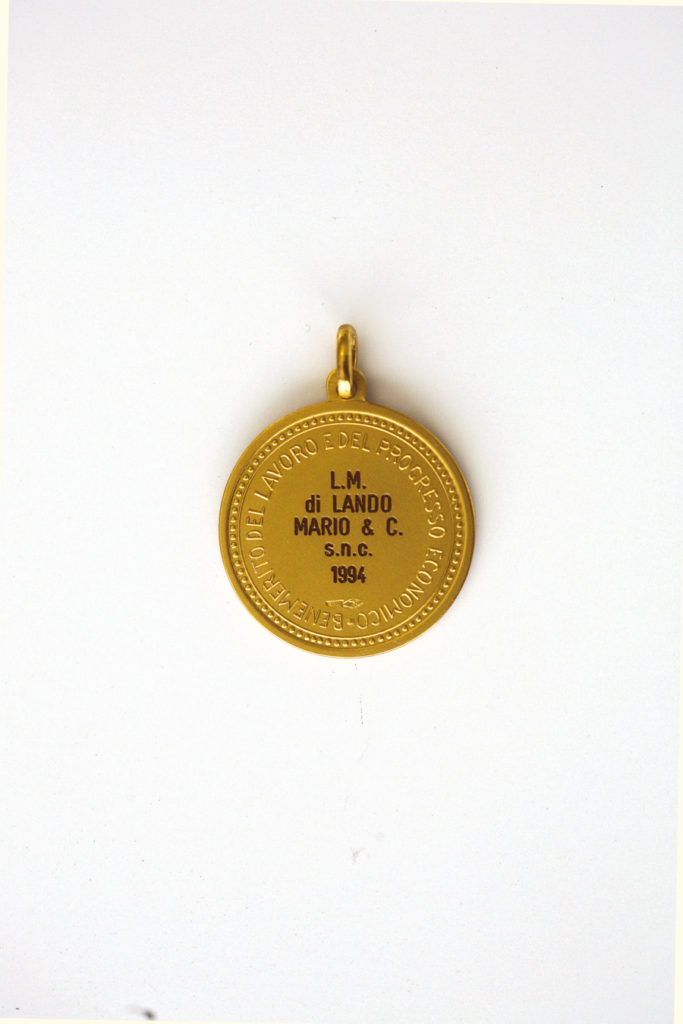 BENEMERITO DEL LAVORO E DEL PROGRESSO ECONOMICO -
L.M.
di LANDO
MARIO & C.
s.n.c.
1994